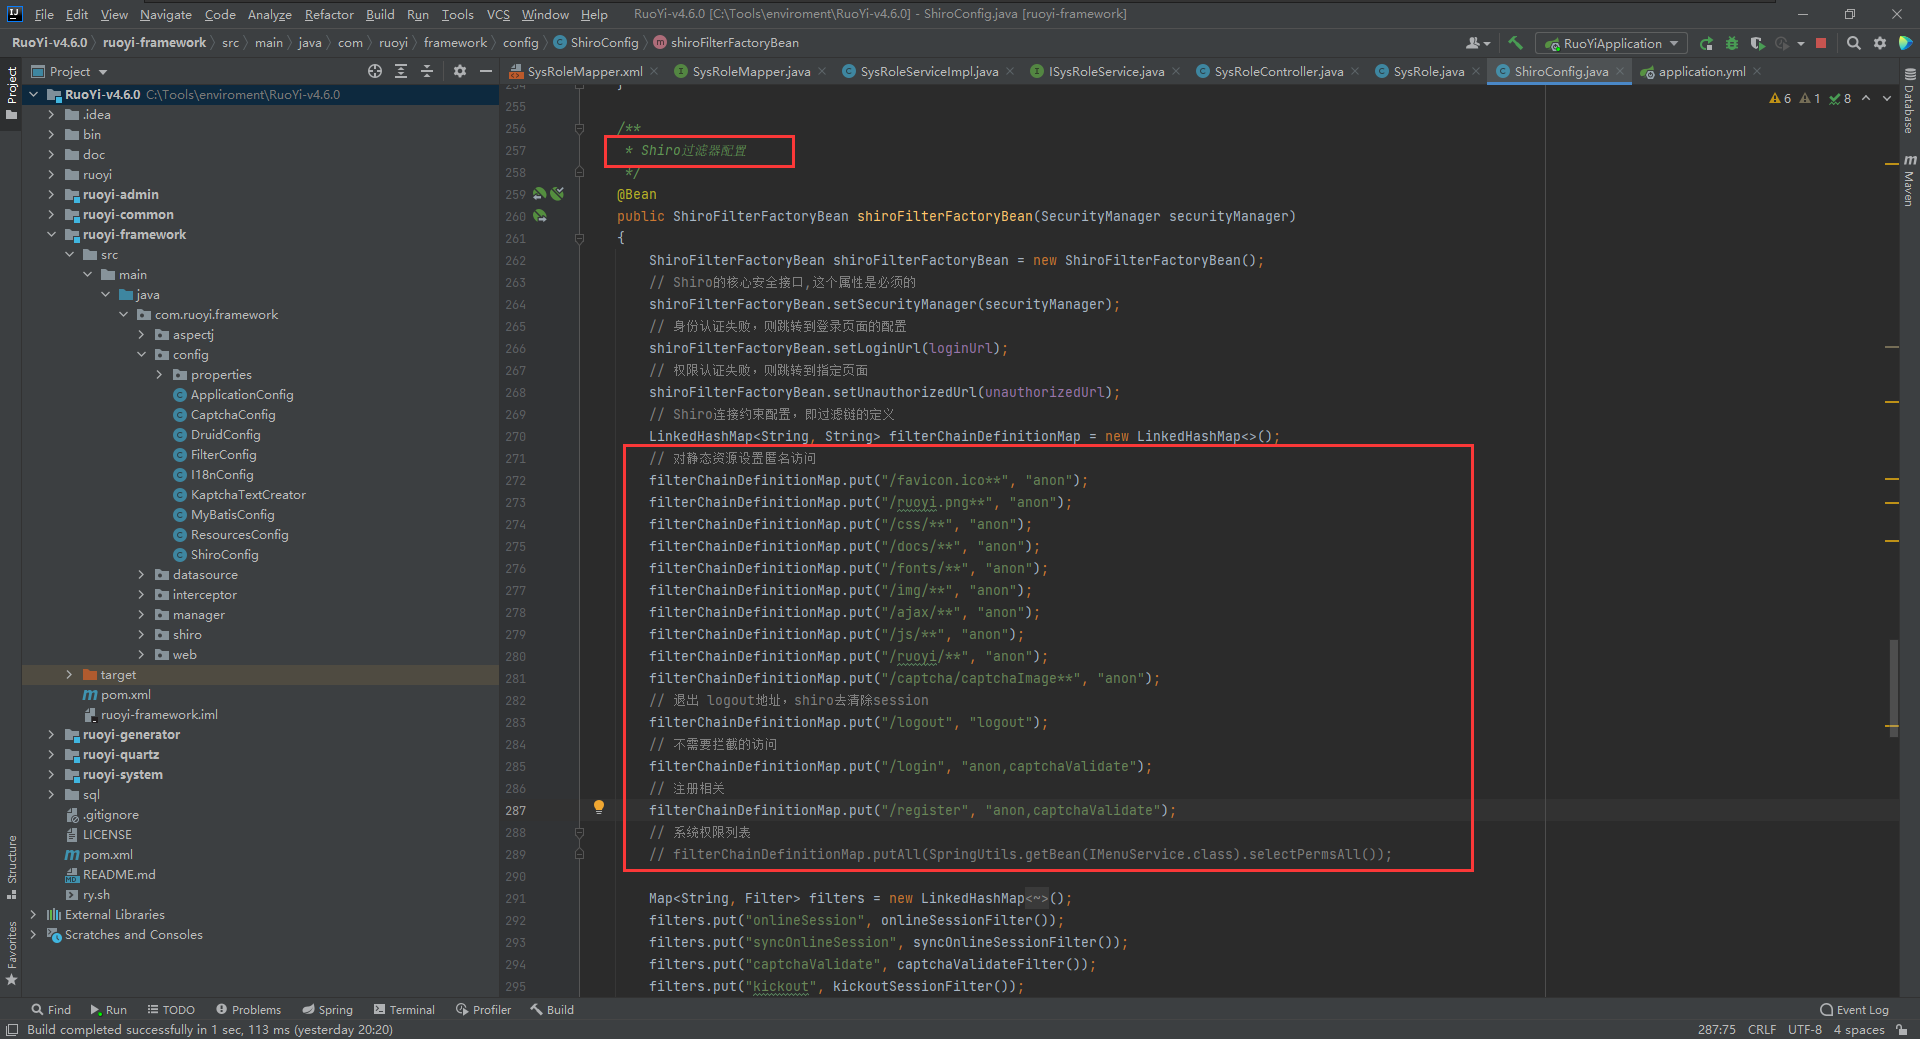 File Edit View Navigate Code Analyze Refactor Build Run Tools VCS Window Help RuoYi-v4.6.0 [C:\Tools\enviroment\RuoYi-v4.6.0] - ShiroConfig.java [ruoyi-framework]
RuoYi-v4.6.0 ruoyi-framework src main java com ruoyi framework config ShiroConfig shiroFilterFactoryBean RuoYiApplication
Project
SysRoleMapper.xml SysRoleMapper.java SysRoleServiceImpl.java ISysRoleService.java SysRoleController.java SysRole.java ShiroConfig.java application.yml
Project
Structure
Favorites
RuoYi-v4.6.0 C:\Tools\enviroment\RuoYi-v4.6.0
.idea
bin
doc
ruoyi
ruoyi-admin
ruoyi-common
ruoyi-framework
src
main
java
com.ruoyi.framework
aspectj
config
properties
ApplicationConfig
CaptchaConfig
DruidConfig
FilterConfig
I18nConfig
KaptchaTextCreator
MyBatisConfig
ResourcesConfig
ShiroConfig
datasource
interceptor
manager
shiro
web
target
pom.xml
ruoyi-framework.iml
ruoyi-generator
ruoyi-quartz
ruoyi-system
sql
.gitignore
LICENSE
pom.xml
README.md
ry.sh
External Libraries
Scratches and Consoles
6 1 8
254 }
255
256 /**
257 * Shiro过滤器配置
258 */
259 @Bean
260 public ShiroFilterFactoryBean shiroFilterFactoryBean(SecurityManager securityManager)
261 {
262 ShiroFilterFactoryBean shiroFilterFactoryBean = new ShiroFilterFactoryBean();
263 // Shiro的核心安全接口,这个属性是必须的
264 shiroFilterFactoryBean.setSecurityManager(securityManager);
265 // 身份认证失败，则跳转到登录页面的配置
266 shiroFilterFactoryBean.setLoginUrl(loginUrl);
267 // 权限认证失败，则跳转到指定页面
268 shiroFilterFactoryBean.setUnauthorizedUrl(unauthorizedUrl);
269 // Shiro连接约束配置，即过滤链的定义
270 LinkedHashMap<String, String> filterChainDefinitionMap = new LinkedHashMap<>();
271 // 对静态资源设置匿名访问
272 filterChainDefinitionMap.put("/favicon.ico**", "anon");
273 filterChainDefinitionMap.put("/ruoyi.png**", "anon");
274 filterChainDefinitionMap.put("/css/**", "anon");
275 filterChainDefinitionMap.put("/docs/**", "anon");
276 filterChainDefinitionMap.put("/fonts/**", "anon");
277 filterChainDefinitionMap.put("/img/**", "anon");
278 filterChainDefinitionMap.put("/ajax/**", "anon");
279 filterChainDefinitionMap.put("/js/**", "anon");
280 filterChainDefinitionMap.put("/ruoyi/**", "anon");
281 filterChainDefinitionMap.put("/captcha/captchaImage**", "anon");
282 // 退出 logout地址，shiro去清除session
283 filterChainDefinitionMap.put("/logout", "logout");
284 // 不需要拦截的访问
285 filterChainDefinitionMap.put("/login", "anon,captchaValidate");
286 // 注册相关
287 filterChainDefinitionMap.put("/register", "anon,captchaValidate");
288 // 系统权限列表
289 // filterChainDefinitionMap.putAll(SpringUtils.getBean(IMenuService.class).selectPermsAll());
290
291 Map<String, Filter> filters = new LinkedHashMap<~>();
292 filters.put("onlineSession", onlineSessionFilter());
293 filters.put("syncOnlineSession", syncOnlineSessionFilter());
294 filters.put("captchaValidate", captchaValidateFilter());
295 filters.put("kickout", kickoutSessionFilter());
Database
Maven
Find Run TODO Problems Spring Terminal Profiler Build Event Log
Build completed successfully in 1 sec, 113 ms (yesterday 20:20) 287:75 CRLF UTF-8 4 spaces